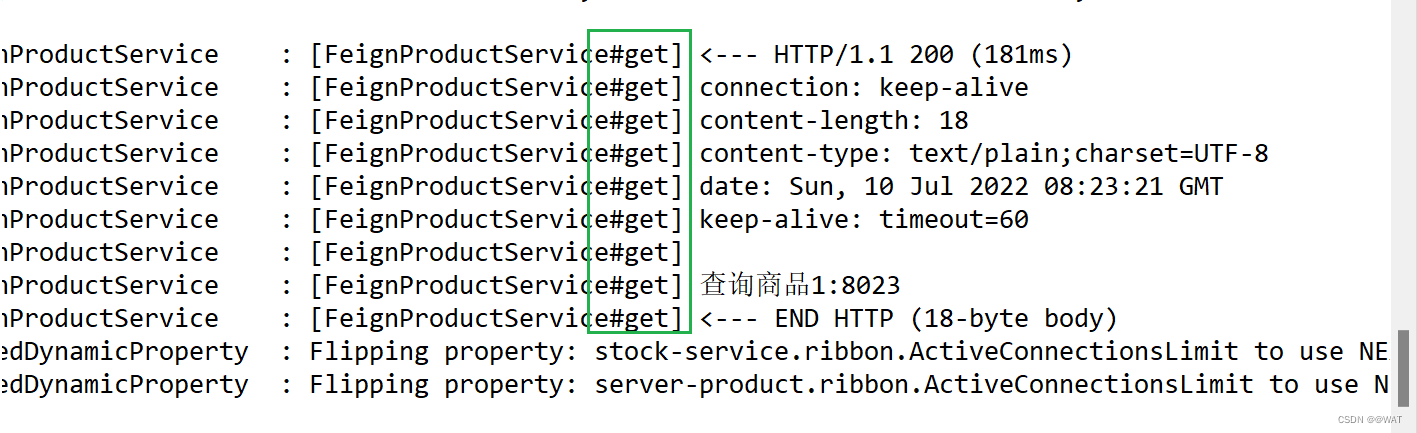 nProductService : [FeignProductService#get] <--- HTTP/1.1 200 (181ms)
nProductService : [FeignProductService#get] connection: keep-alive
nProductService : [FeignProductService#get] content-length: 18
nProductService : [FeignProductService#get] content-type: text/plain;charset=UTF-8
nProductService : [FeignProductService#get] date: Sun, 10 Jul 2022 08:23:21 GMT
nProductService : [FeignProductService#get] keep-alive: timeout=60
nProductService : [FeignProductService#get]
nProductService : [FeignProductService#get] 查询商品1:8023
nProductService : [FeignProductService#get] <--- END HTTP (18-byte body)
edDynamicProperty : Flipping property: stock-service.ribbon.ActiveConnectionsLimit to use NE
edDynamicProperty : Flipping property: server-product.ribbon.ActiveConnectionsLimit to use N
CSDN @@WAT